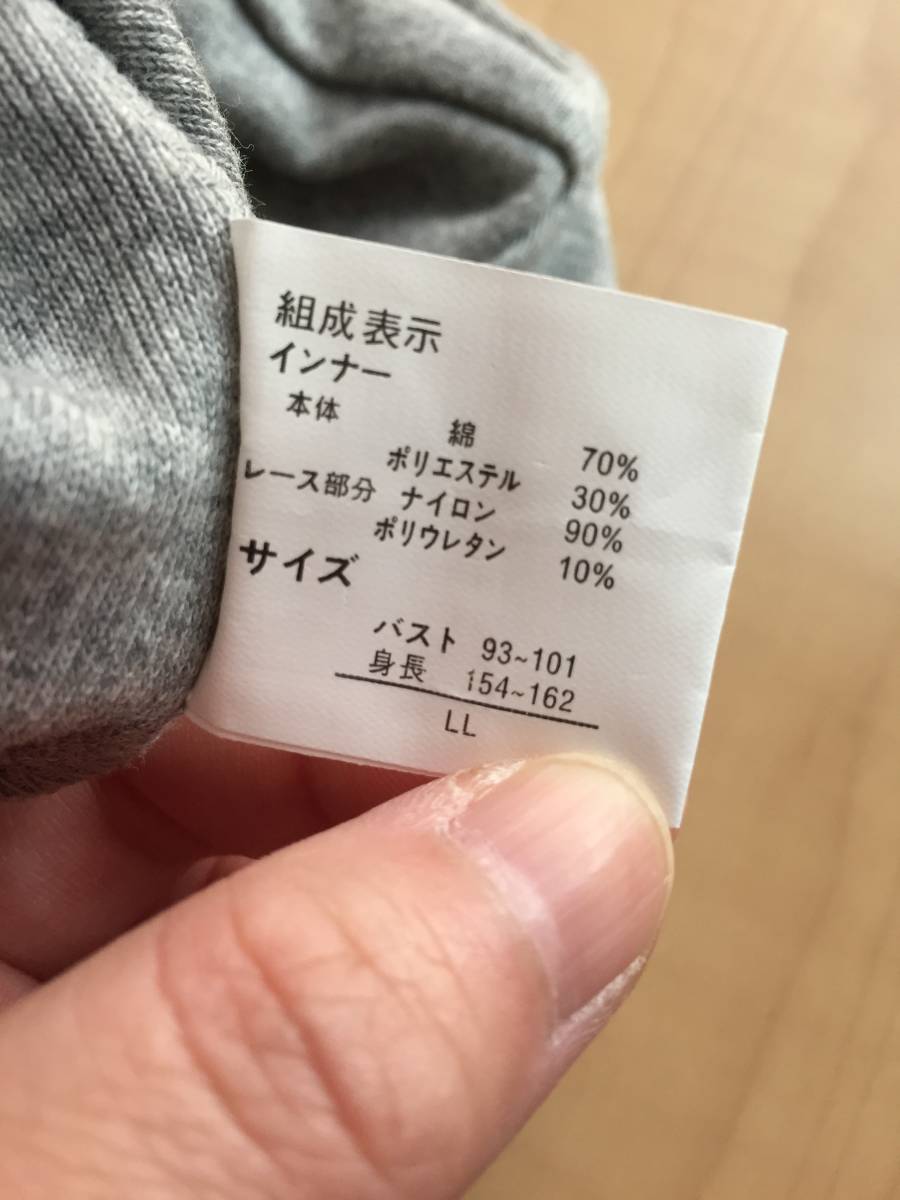 組成表示
インナー
本体 綿 70%
ポリエステル 30%
レース部分 ナイロン 90%
ポリウレタン 10%
サイズ
バスト 93~101
身長 154~162
LL